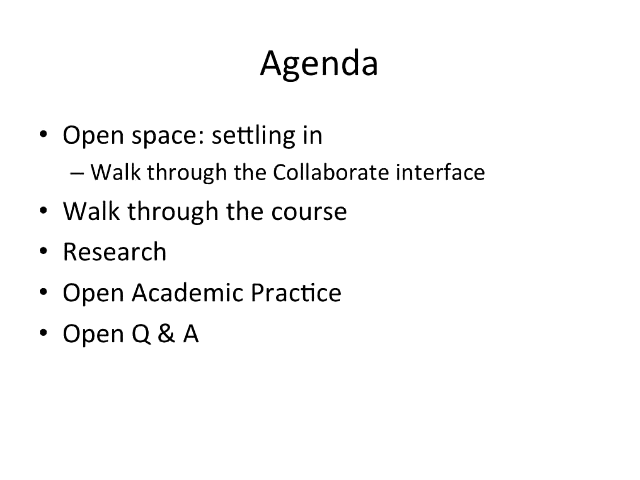 Agenda
• Open space: settling in
– Walk through the Collaborate interface
• Walk through the course
• Research
• Open Academic Practice
• Open Q & A